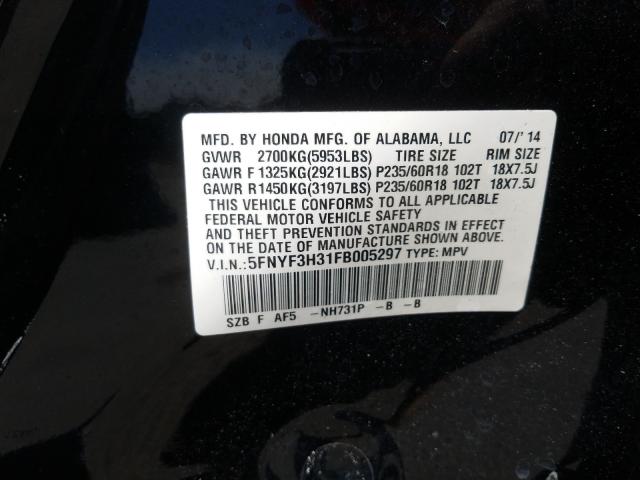 MFD. BY HONDA MFG. OF ALABAMA, LLC 07/'14
GVWR 2700KG(5953LBS) TIRE SIZE RIM SIZE
GAWR F 1325KG(2921LBS) P235/60R18 102T 18X7.5J
GAWR R 1450KG(3197LBS) P235/60R18 102T 18X7.5J
THIS VEHICLE CONFORMS TO ALL APPLICABLE
FEDERAL MOTOR VEHICLE SAFETY
AND THEFT PREVENTION STANDARDS IN EFFECT
ON THE DATE OF MANUFACTURE SHOWN ABOVE.
V.I.N.:5FNYF3H31FB005297 TYPE: MPV
SZB F AF5 -NH731P -B -B